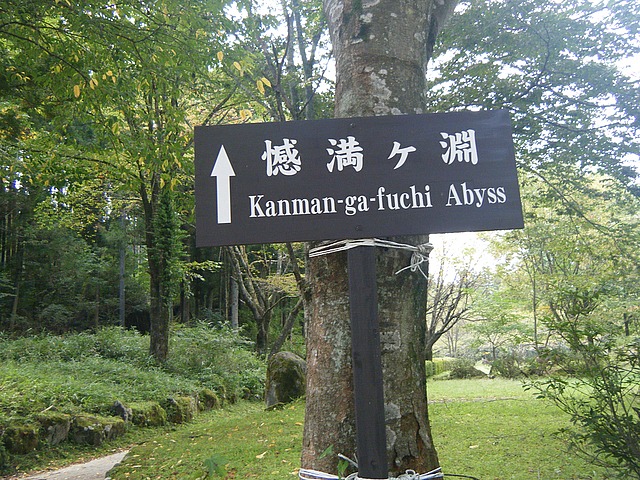 憾満ヶ淵
Kanman-ga-fuchi Abyss